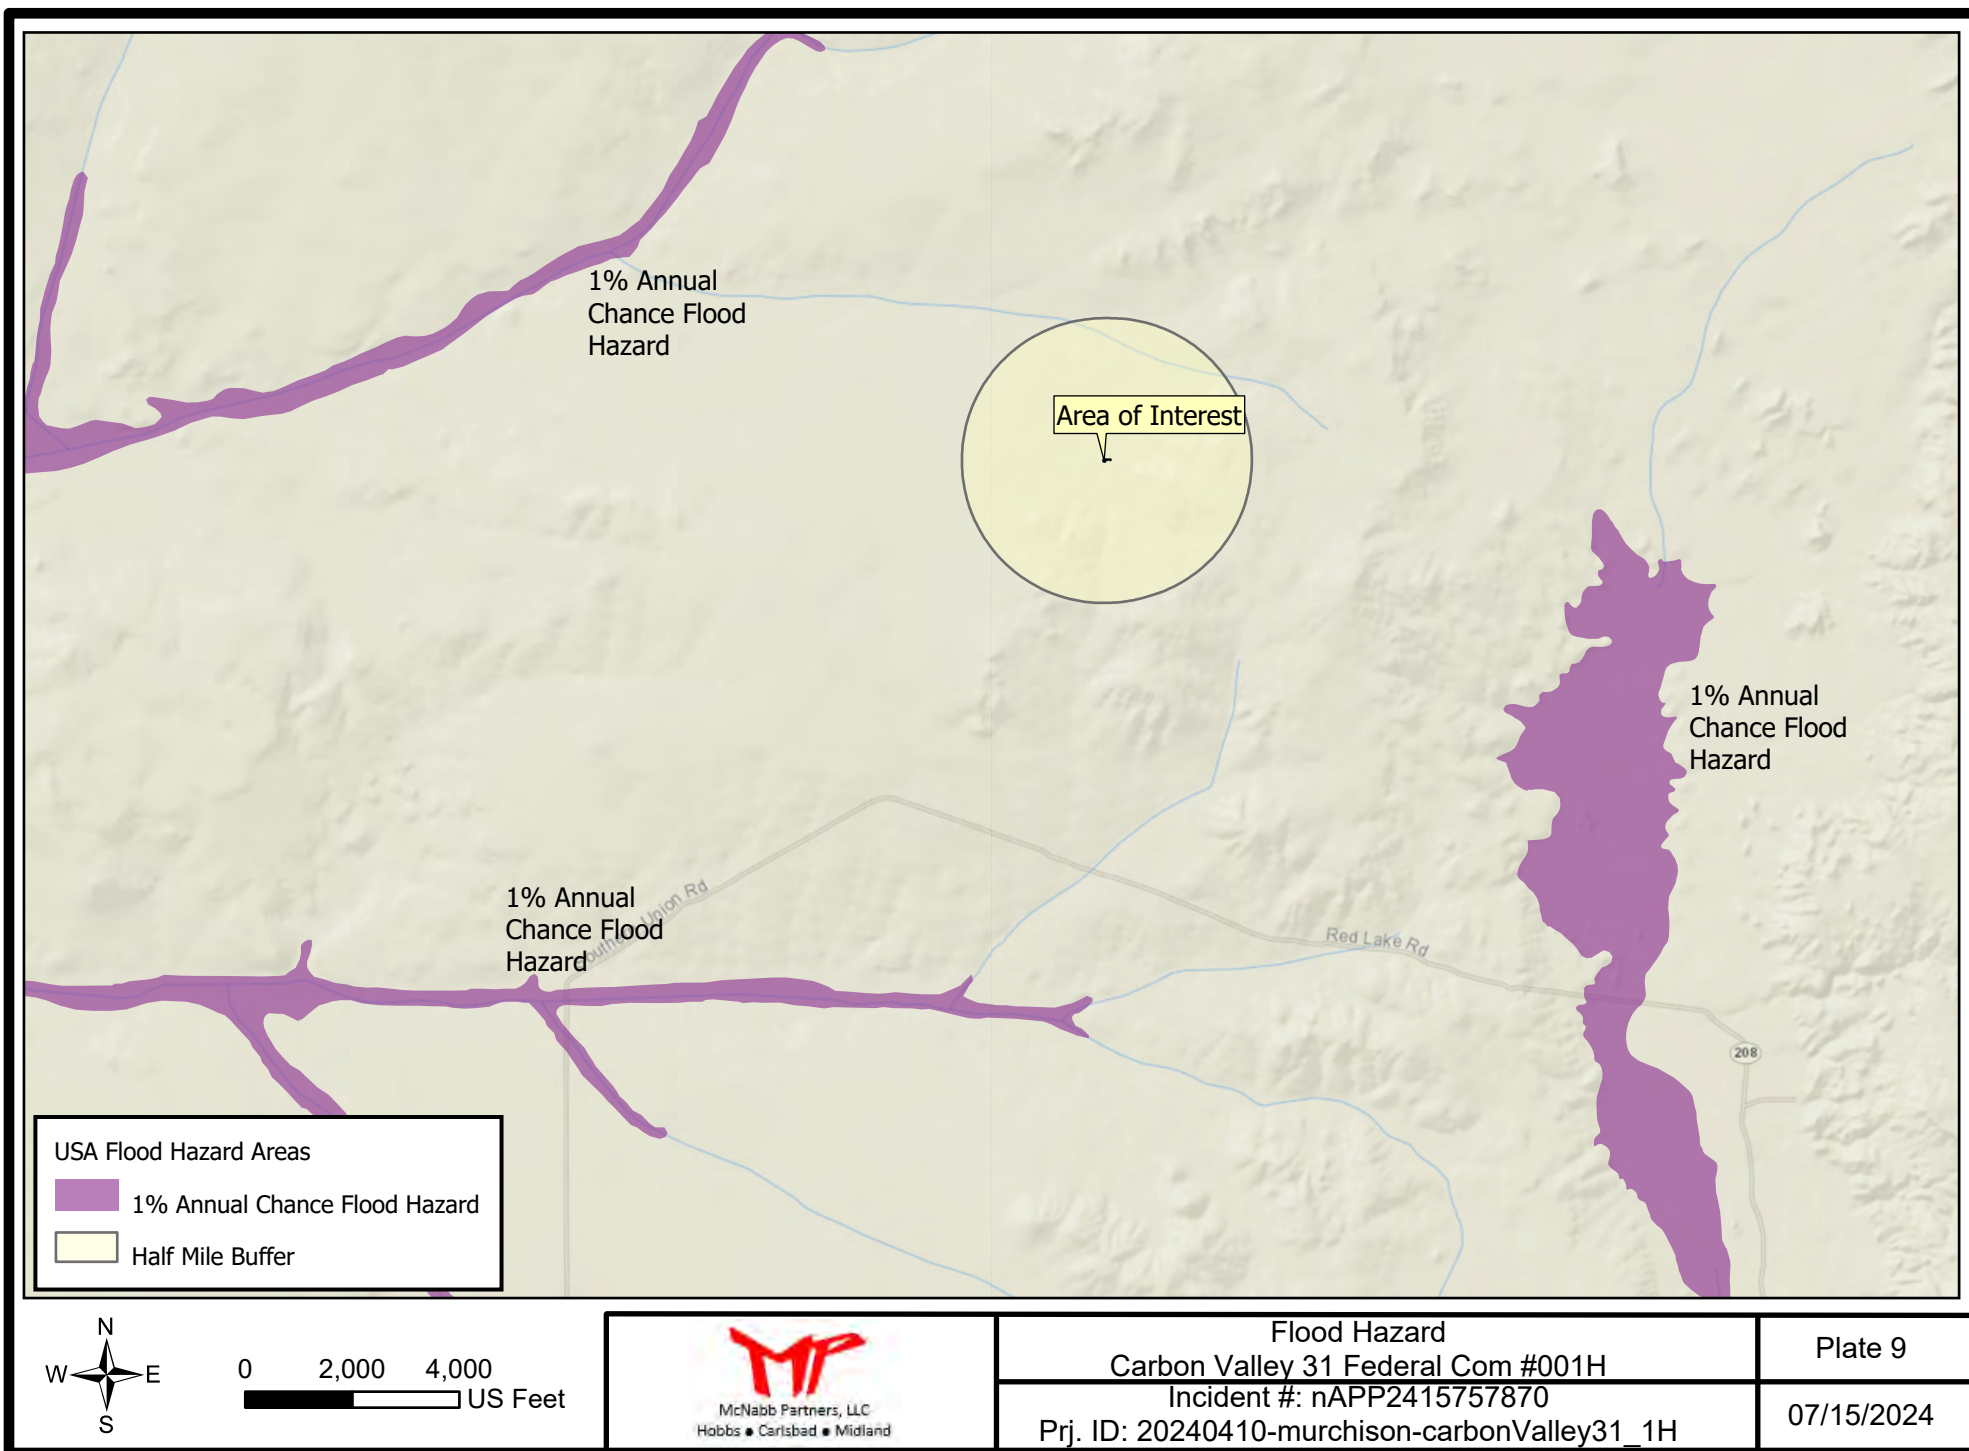 1% Annual
Chance Flood
Hazard
Area of Interest
1% Annual
Chance Flood
Hazard
1% Annual
Chance Flood
Hazard
Union Rd
Red Lake Rd
208
USA Flood Hazard Areas
1% Annual Chance Flood Hazard
Half Mile Buffer
N
W E
S
0 2,000 4,000
US Feet
McNabb Partners, LLC
Hobbs • Carlsbad • Midland
Flood Hazard
Carbon Valley 31 Federal Com #001H
Incident #: nAPP2415757870
Prj. ID: 20240410-murchison-carbonValley31_1H
Plate 9
07/15/2024